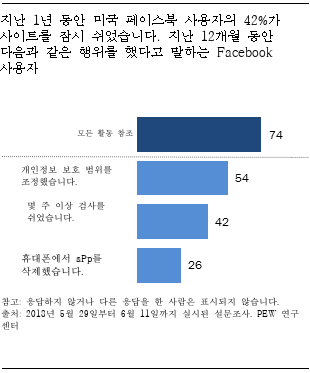 지난 1년 동안 미국 페이스북 사용자의 42%가
사이트를 잠시 쉬었습니다. 지난 12개월 동안
다음과 같은 행위를 했다고 말하는 Facebook
사용자
모든 활동 참조
74
개인정보 보호 범위를
조정했습니다.
54
몇 주 이상 검사를
쉬었습니다.
42
휴대폰에서 aPp를
삭제했습니다.
26
참고: 응답하지 않거나 다른 응답을 한 사람은 표시되지 않습니다.
출처: 2018년 5월 29일부터 6월 11일까지 실시된 설문조사. PEW 연구
센터